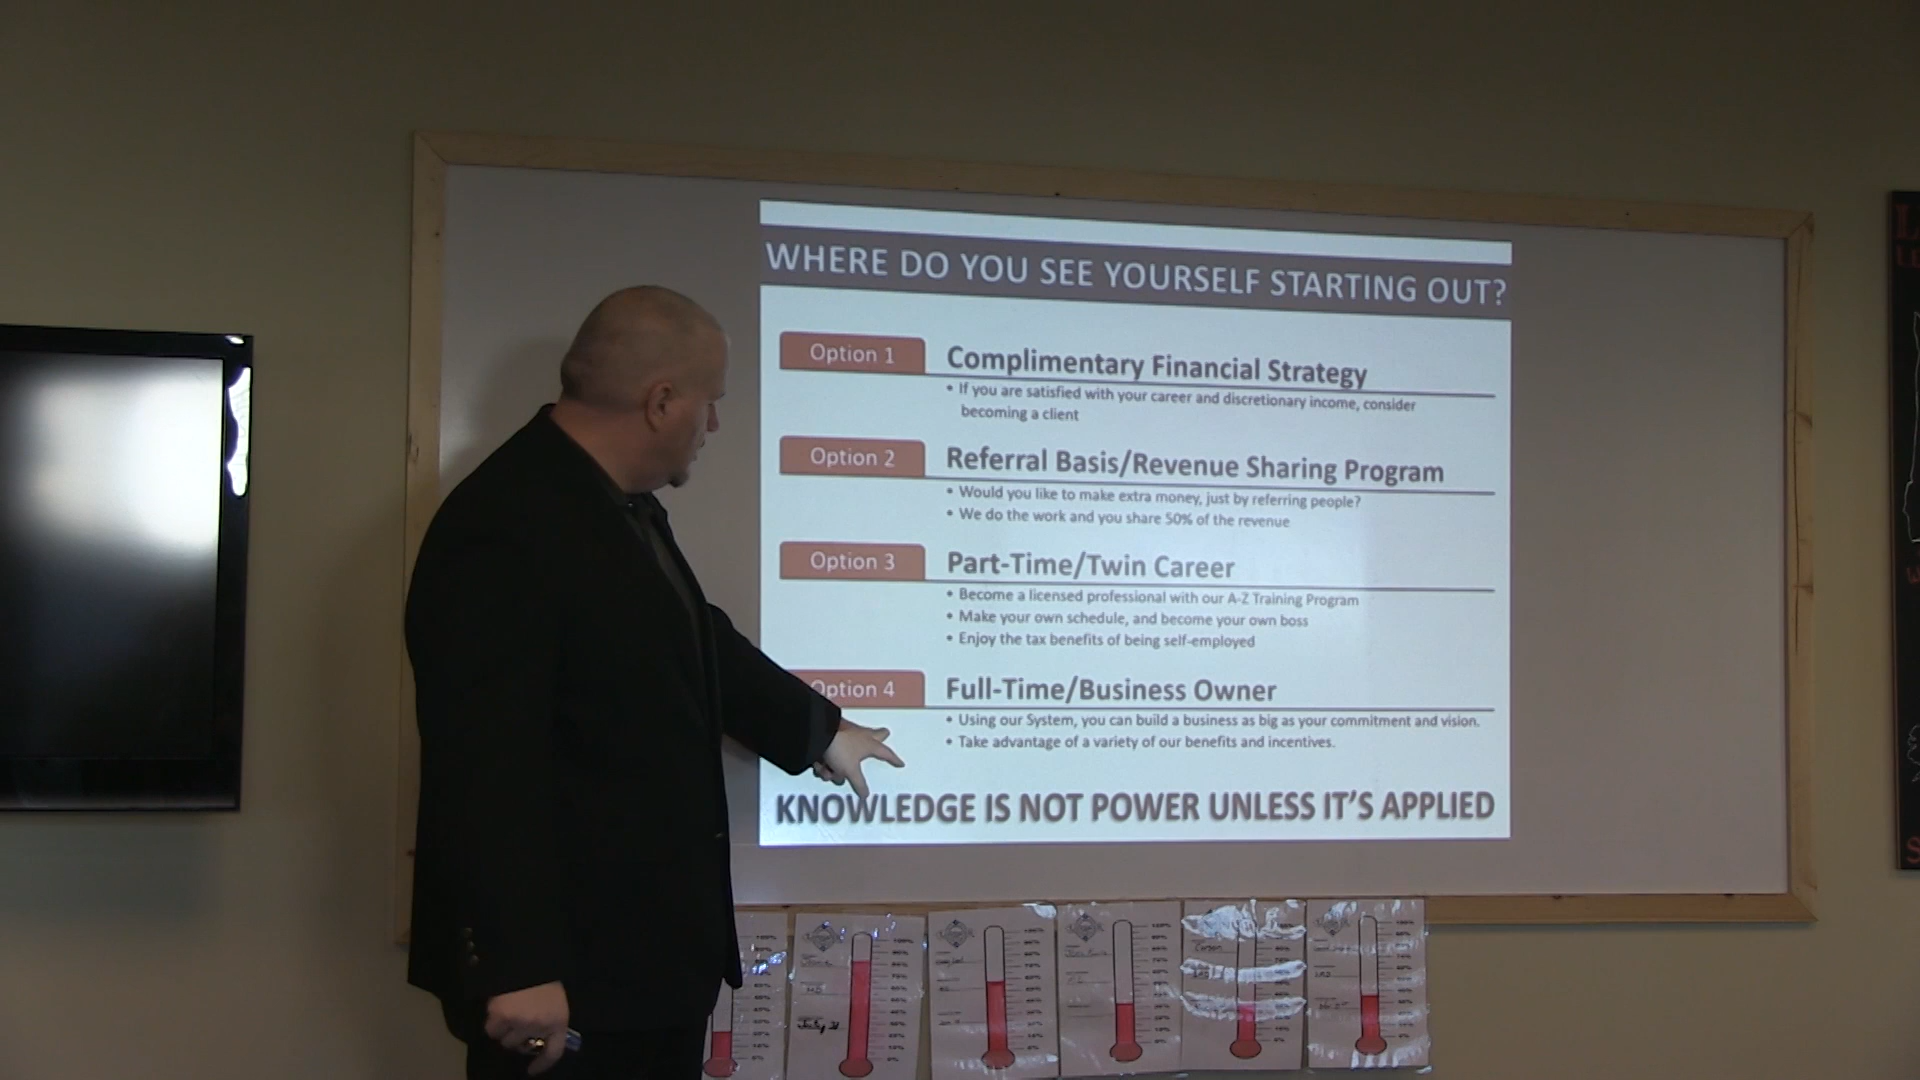 WHERE DO YOU SEE YOURSELF STARTING OUT?
Option 1
Complimentary Financial Strategy
• If you are satisfied with your career and discretionary income, consider
becoming a client
Option 2
Referral Basis/Revenue Sharing Program
• Would you like to make extra money, just by referring people?
• We do the work and you share 50% of the revenue
Option 3
Part-Time/Twin Career
• Become a licensed professional with our A-Z Training Program
• Make your own schedule, and become your own boss
• Enjoy the tax benefits of being self-employed
Option 4
Full-Time/Business Owner
• Using our System, you can build a business as big as your commitment and vision.
• Take advantage of a variety of our benefits and incentives.
KNOWLEDGE IS NOT POWER UNLESS IT'S APPLIED